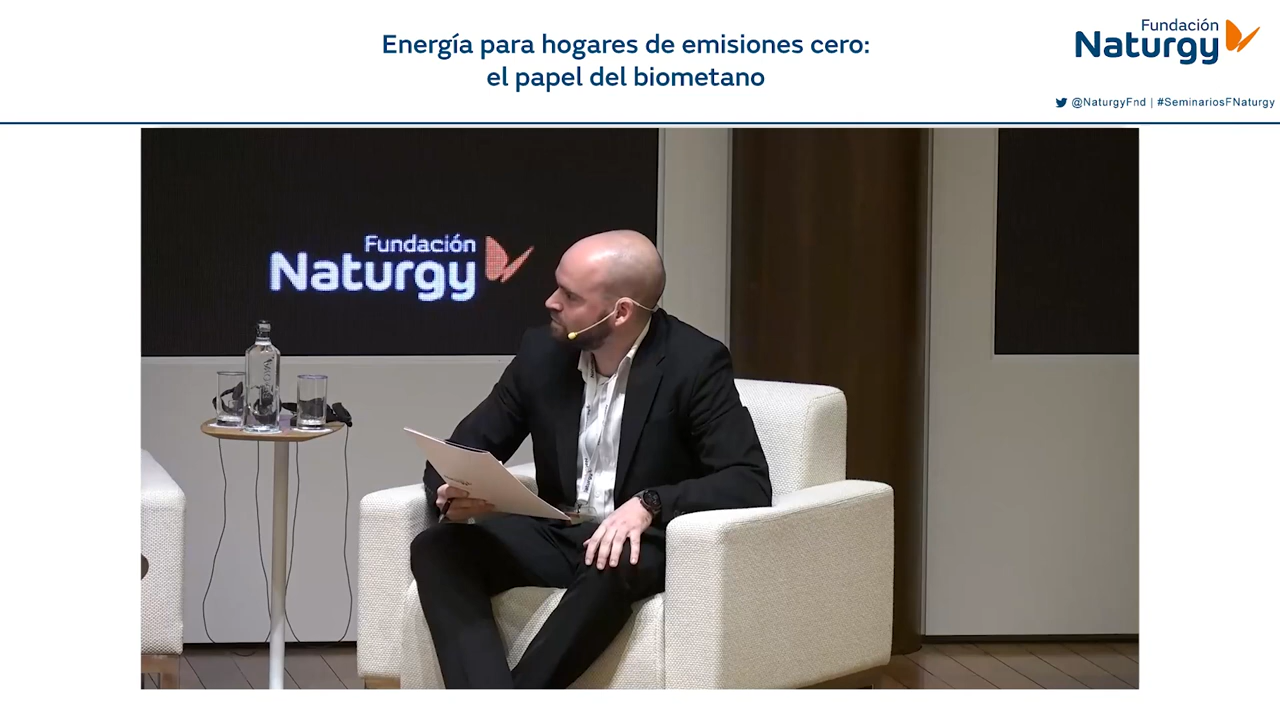 Energía para hogares de emisiones cero:
el papel del biometano
Fundación
Naturgy
@NaturgyFnd | #SeminariosFNaturgy
Fundación
Naturgy